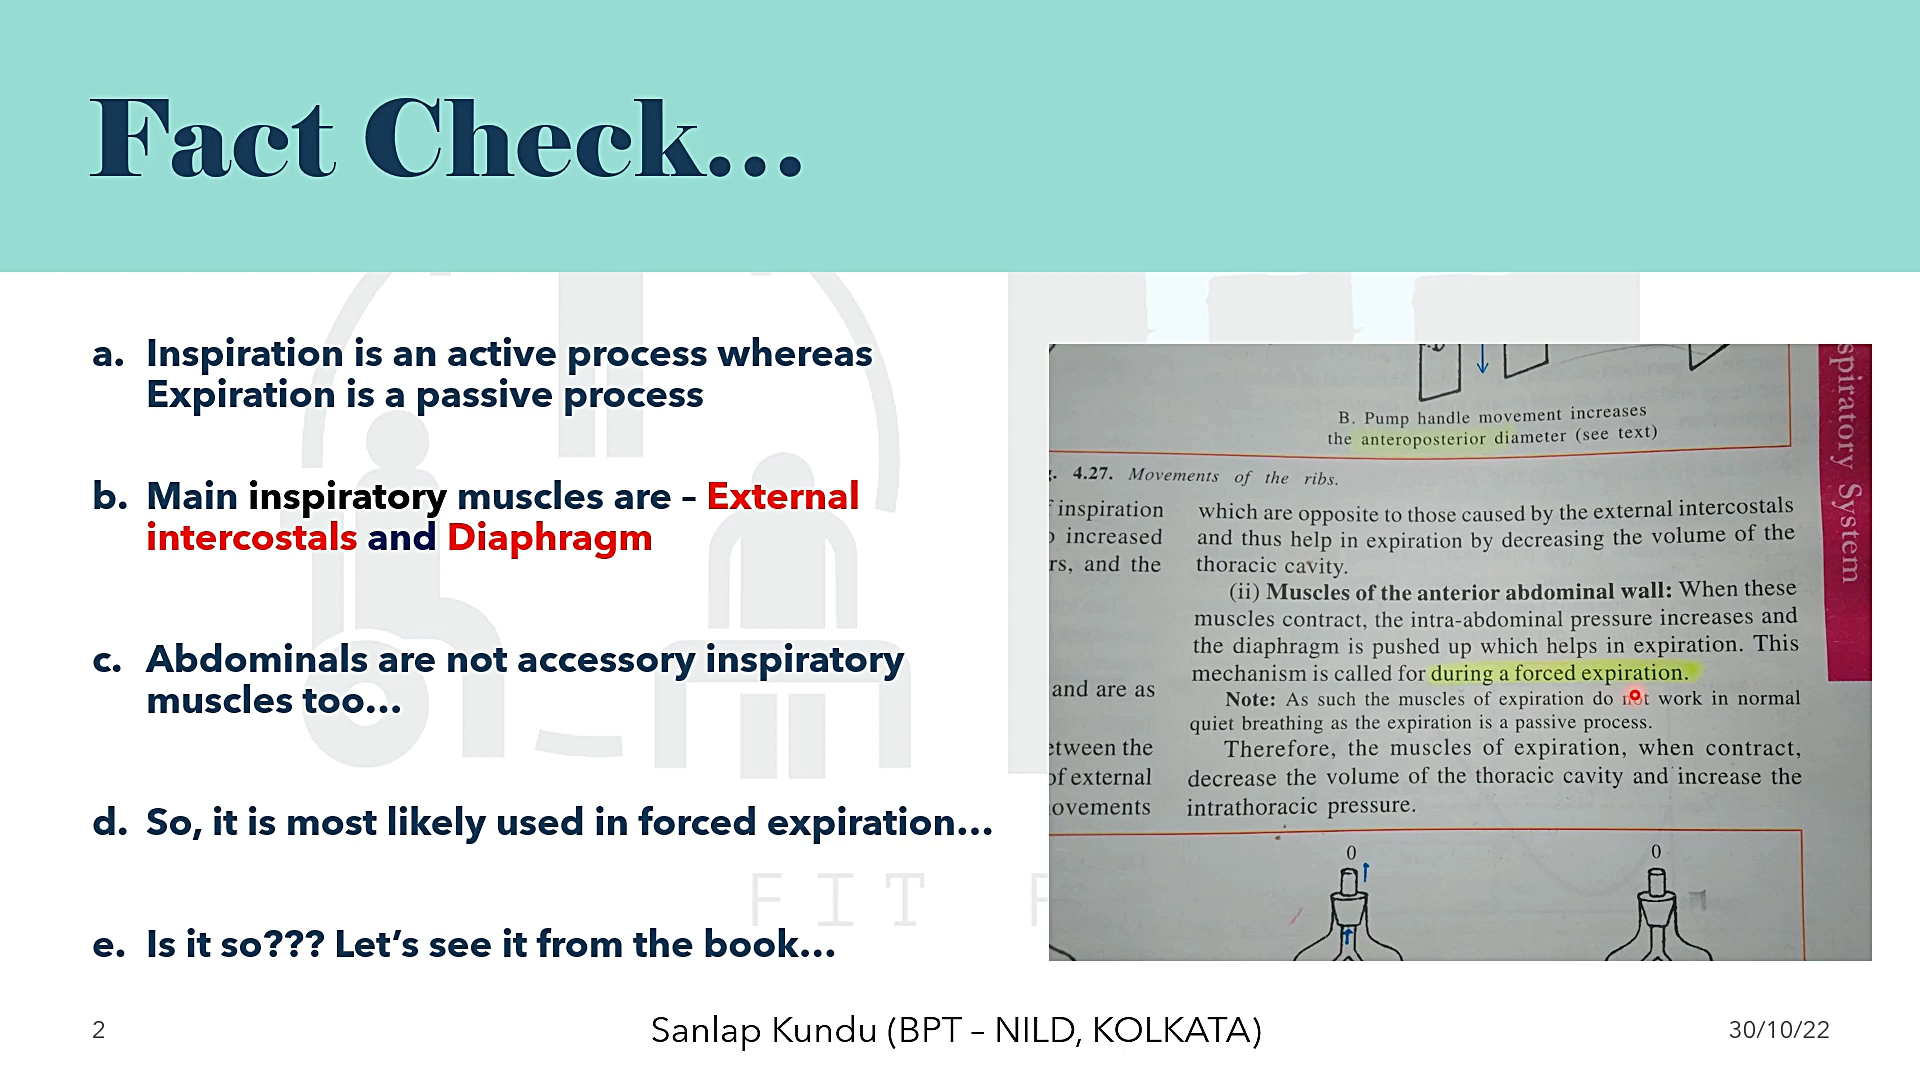 Fact Check...
a. Inspiration is an active process whereas
Expiration is a passive process
b. Main inspiratory muscles are – External
intercostals and Diaphragm
c. Abdominals are not accessory inspiratory
muscles too...
d. So, it is most likely used in forced expiration...
e. Is it so??? Let's see it from the book...
B. Pump handle movement increases
the anteroposterior diameter (see text)
4.27. Movements of the ribs.
inspiration
increased
and the
and are as
the
of external
which are opposite to those caused by the external intercostals
and thus help in expiration by decreasing the volume of the
thoracic cavity.
(ii) Muscles of the anterior abdominal wall: When these
muscles contract, the intra-abdominal pressure increases and
the diaphragm is pushed up which helps in expiration. This
mechanism is called for during a forced expiration.
Note: As such the muscles of expiration do not work in normal
quiet breathing as the expiration is a passive process.
Therefore, the muscles of expiration, when contract,
decrease the volume of the thoracic cavity and increase the
intrathoracic pressure.
0 0
spiratory System
FIT
2
Sanlap Kundu (BPT – NILD, KOLKATA)
30/10/22